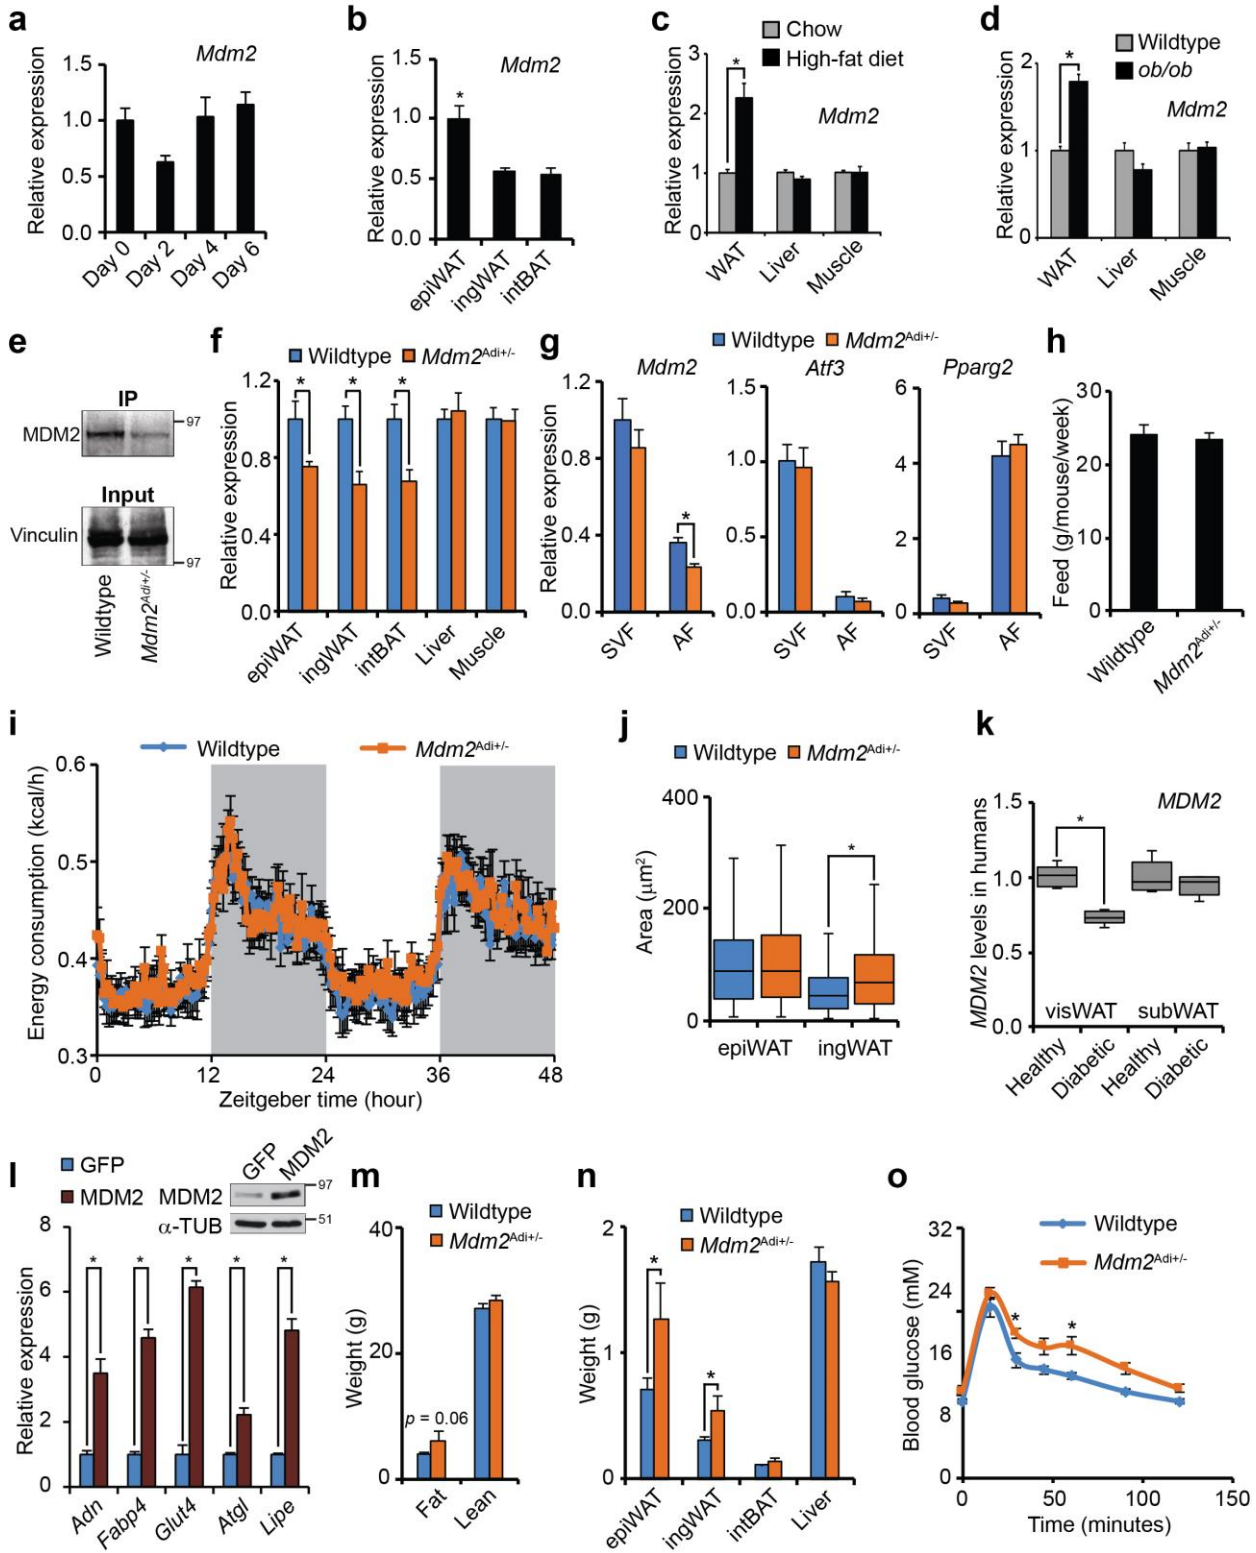 a
Mdm2
Relative expression
1.5
1.0
0.5
0.0
Day 0
Day 2
Day 4
Day 6
b
Mdm2
Relative expression
1.5
1.0
0.5
0.0
*
epiWAT
ingWAT
intBAT
c
Chow
High-fat diet
Mdm2
Relative expression
3
2
1
0
*
WAT
Liver
Muscle
d
Wildtype
ob/ob
Mdm2
Relative expression
2
1
0
*
WAT
Liver
Muscle
e
IP
MDM2
97
Input
Vinculin
97
Wildtype
Mdm2Adi+/-
f
Wildtype
Mdm2Adi+/-
Relative expression
1.2
0.8
0.4
0.0
*
*
*
epiWAT
ingWAT
intBAT
Liver
Muscle
g
Wildtype
Mdm2Adi+/-
Mdm2
Relative expression
1.2
0.8
0.4
0.0
*
SVF
AF
Atf3
1.5
1.0
0.5
0.0
SVF
AF
Pparg2
6
4
2
0
SVF
AF
h
Feed (g/mouse/week)
30
20
10
0
Wildtype
Mdm2Adi+/-
i
Wildtype
Mdm2Adi+/-
Energy consumption (kcal/h)
0.6
0.5
0.4
0.3
0
12
24
36
48
Zeitgeber time (hour)
j
Wildtype
Mdm2Adi+/-
Area (μm²)
400
200
0
*
epiWAT
ingWAT
k
MDM2
MDM2 levels in humans
1.5
1.0
0.5
0.0
*
visWAT
subWAT
Healthy
Diabetic
Healthy
Diabetic
l
GFP
MDM2
GFP
MDM2
MDM2
97
α-TUB
51
Relative expression
8
6
4
2
0
*
*
*
*
*
Adn
Fabp4
Glut4
Atgl
Lipe
m
Wildtype
Mdm2Adi+/-
Weight (g)
40
20
0
p = 0.06
Fat
Lean
n
Wildtype
Mdm2Adi+/-
Weight (g)
2
1
0
*
*
epiWAT
ingWAT
intBAT
Liver
o
Wildtype
Mdm2Adi+/-
Blood glucose (mM)
32
24
16
8
0
*
*
0
50
100
150
Time (minutes)